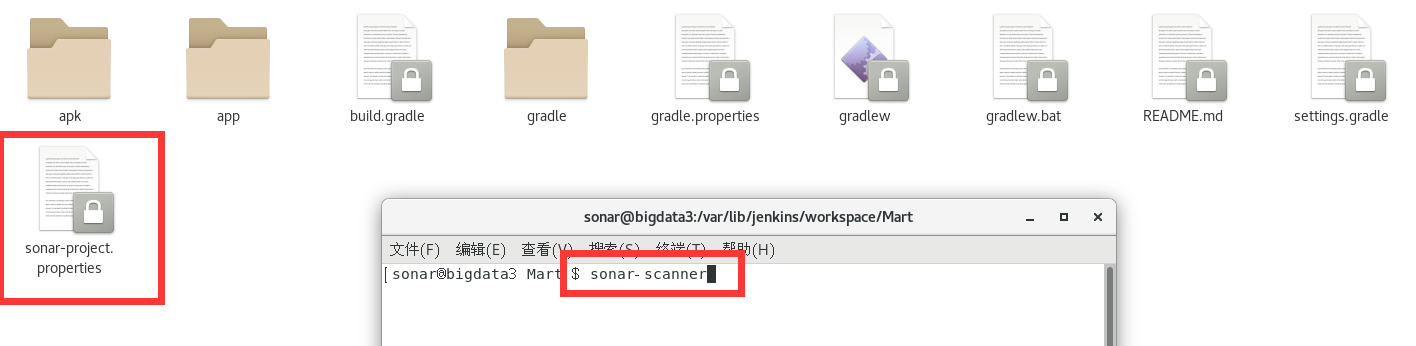 apk
app
build.gradle
gradle
gradle.properties
gradlew
gradlew.bat
README.md
settings.gradle
sonar-project.
properties
sonar@bigdata3:/var/lib/jenkins/workspace/Mart
文件(F) 编辑(E) 查看(V) 搜索(S) 终端(T) 帮助(H)
[sonar@bigdata3 Mart $ sonar-scanner